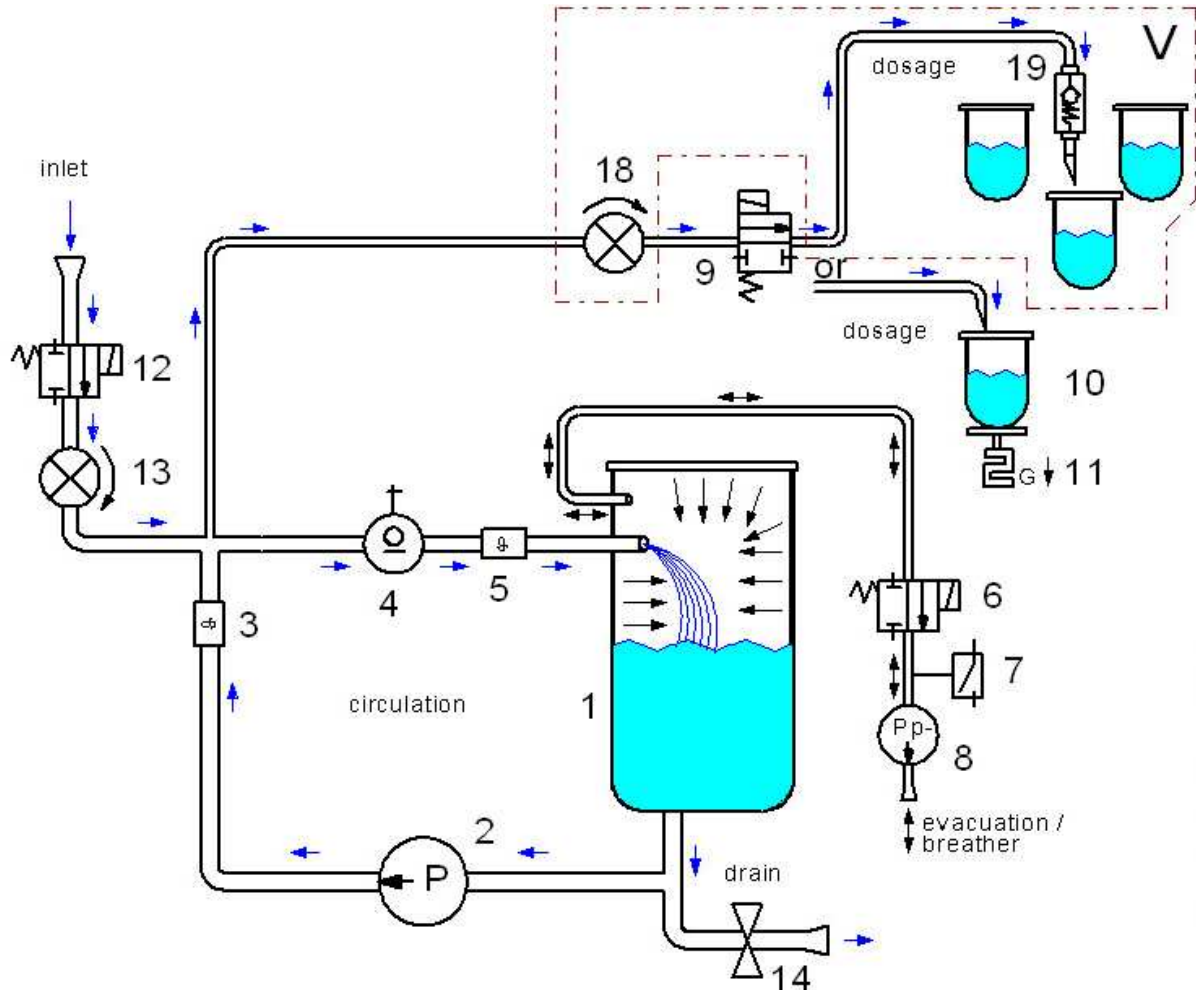 V
dosage
19
inlet
18
9
or
dosage
12
10
13
G
11
4
5
3
6
7
1
circulation
Pp-
8
evacuation /
breather
2
P
drain
14